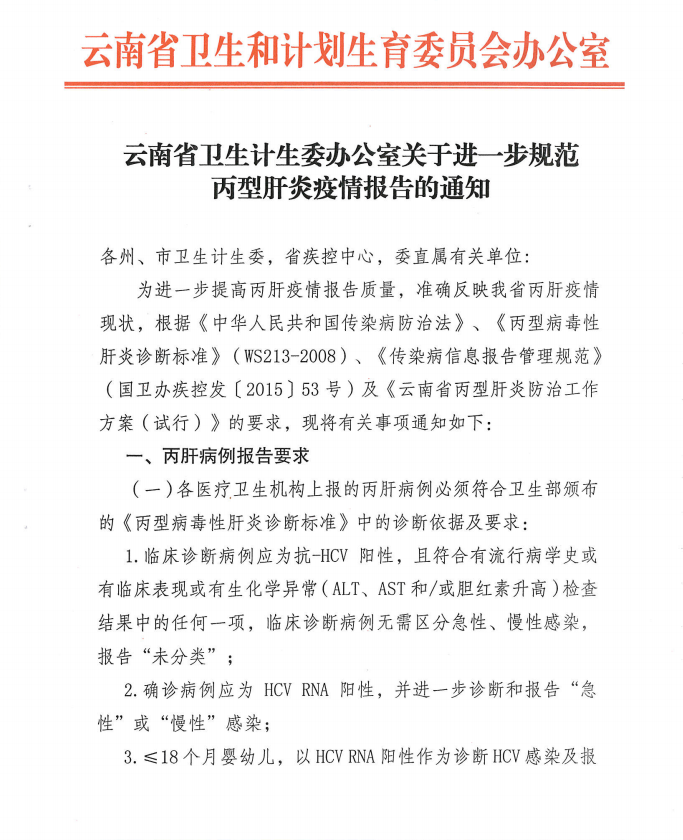 云南省卫生和计划生育委员会办公室
云南省卫生计生委办公室关于进一步规范
丙型肝炎疫情报告的通知
各州、市卫生计生委，省疾控中心，委直属有关单位：
为进一步提高丙肝疫情报告质量，准确反映我省丙肝疫情
现状，根据《中华人民共和国传染病防治法》、《丙型病毒性
肝炎诊断标准》（WS213-2008）、《传染病信息报告管理规范》
（国卫办疾控发〔2015〕53 号）及《云南省丙型肝炎防治工作
方案（试行）》的要求，现将有关事项通知如下：
一、丙肝病例报告要求
（一）各医疗卫生机构上报的丙肝病例必须符合卫生部颁布
的《丙型病毒性肝炎诊断标准》中的诊断依据及要求：
1.临床诊断病例应为抗-HCV 阳性，且符合有流行病学史或
有临床表现或有生化学异常（ALT、AST 和/或胆红素升高）检查
结果中的任何一项，临床诊断病例无需区分急性、慢性感染，
报告“未分类”；
2.确诊病例应为 HCV RNA 阳性，并进一步诊断和报告“急
性”或“慢性”感染；
3.≤18 个月婴幼儿，以 HCV RNA 阳性作为诊断 HCV 感染及报